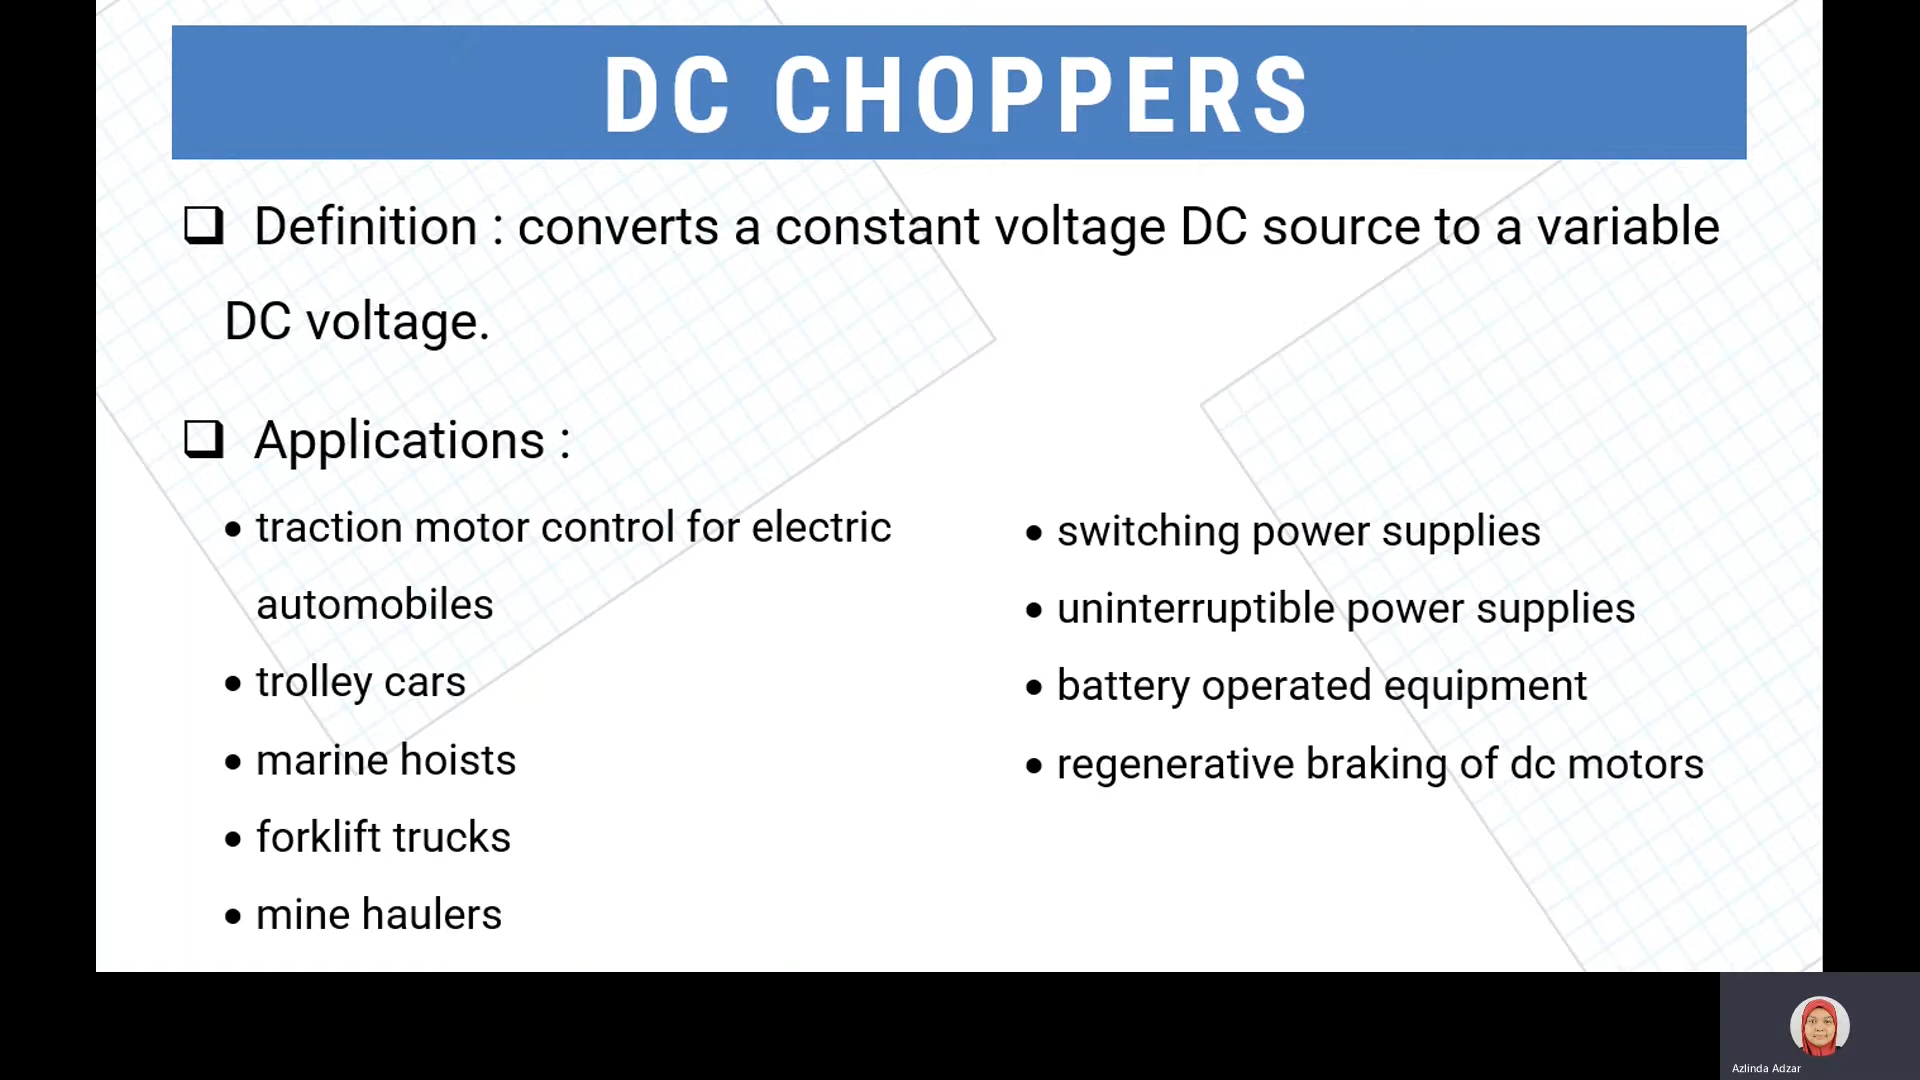 DC CHOPPERS
❑ Definition : converts a constant voltage DC source to a variable
DC voltage.
❑ Applications :
• traction motor control for electric
automobiles
• trolley cars
• marine hoists
• forklift trucks
• mine haulers
• switching power supplies
• uninterruptible power supplies
• battery operated equipment
• regenerative braking of dc motors
Azlinda Adzar